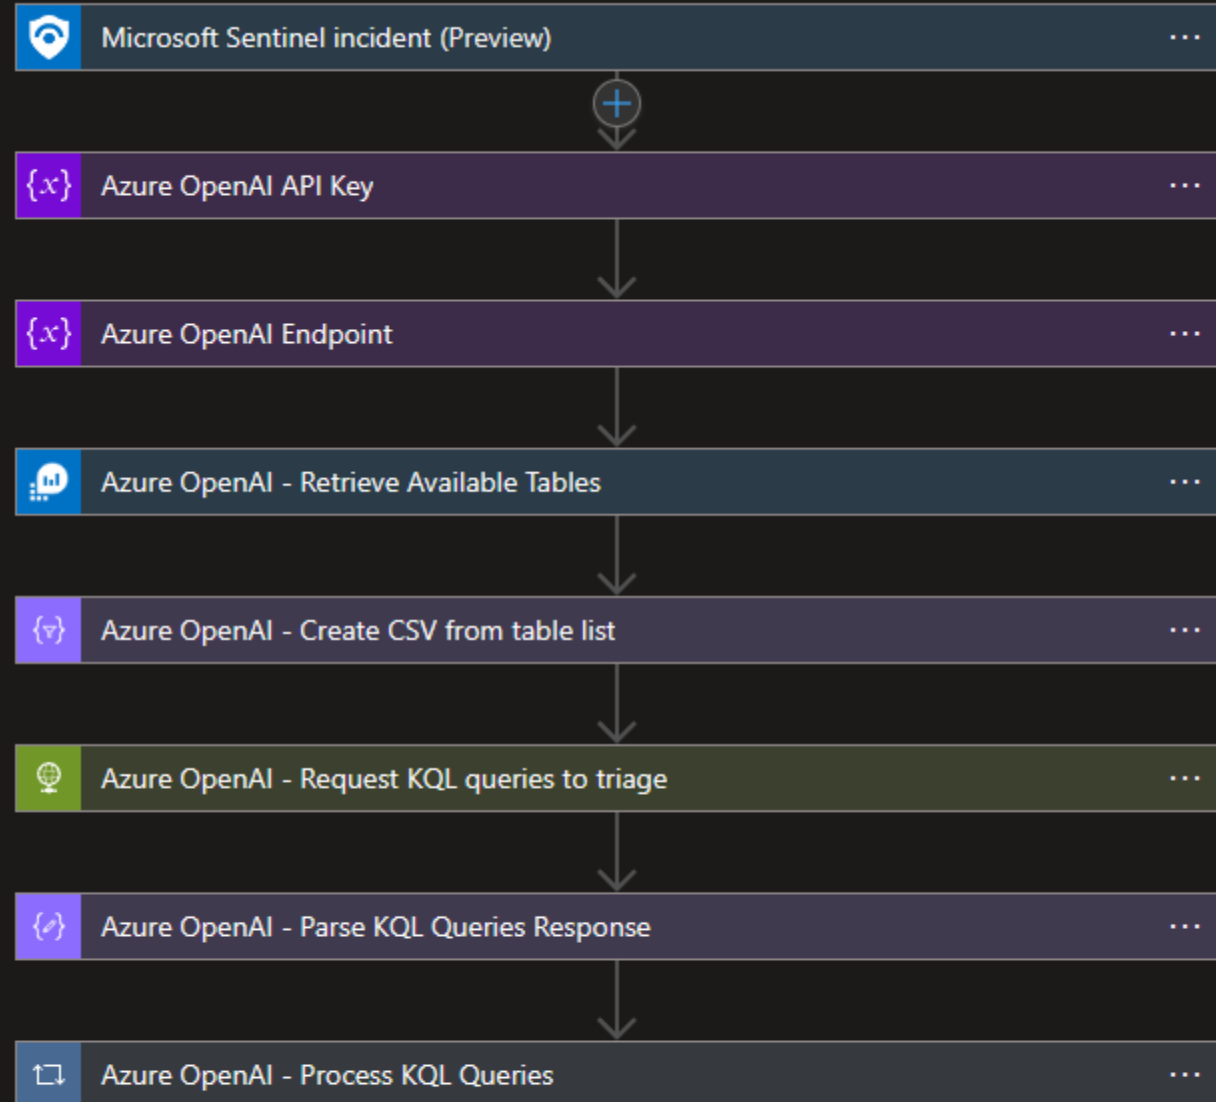 Microsoft Sentinel incident (Preview)
{x} Azure OpenAI API Key
{x} Azure OpenAI Endpoint
Azure OpenAI - Retrieve Available Tables
Azure OpenAI - Create CSV from table list
Azure OpenAI - Request KQL queries to triage
Azure OpenAI - Parse KQL Queries Response
Azure OpenAI - Process KQL Queries